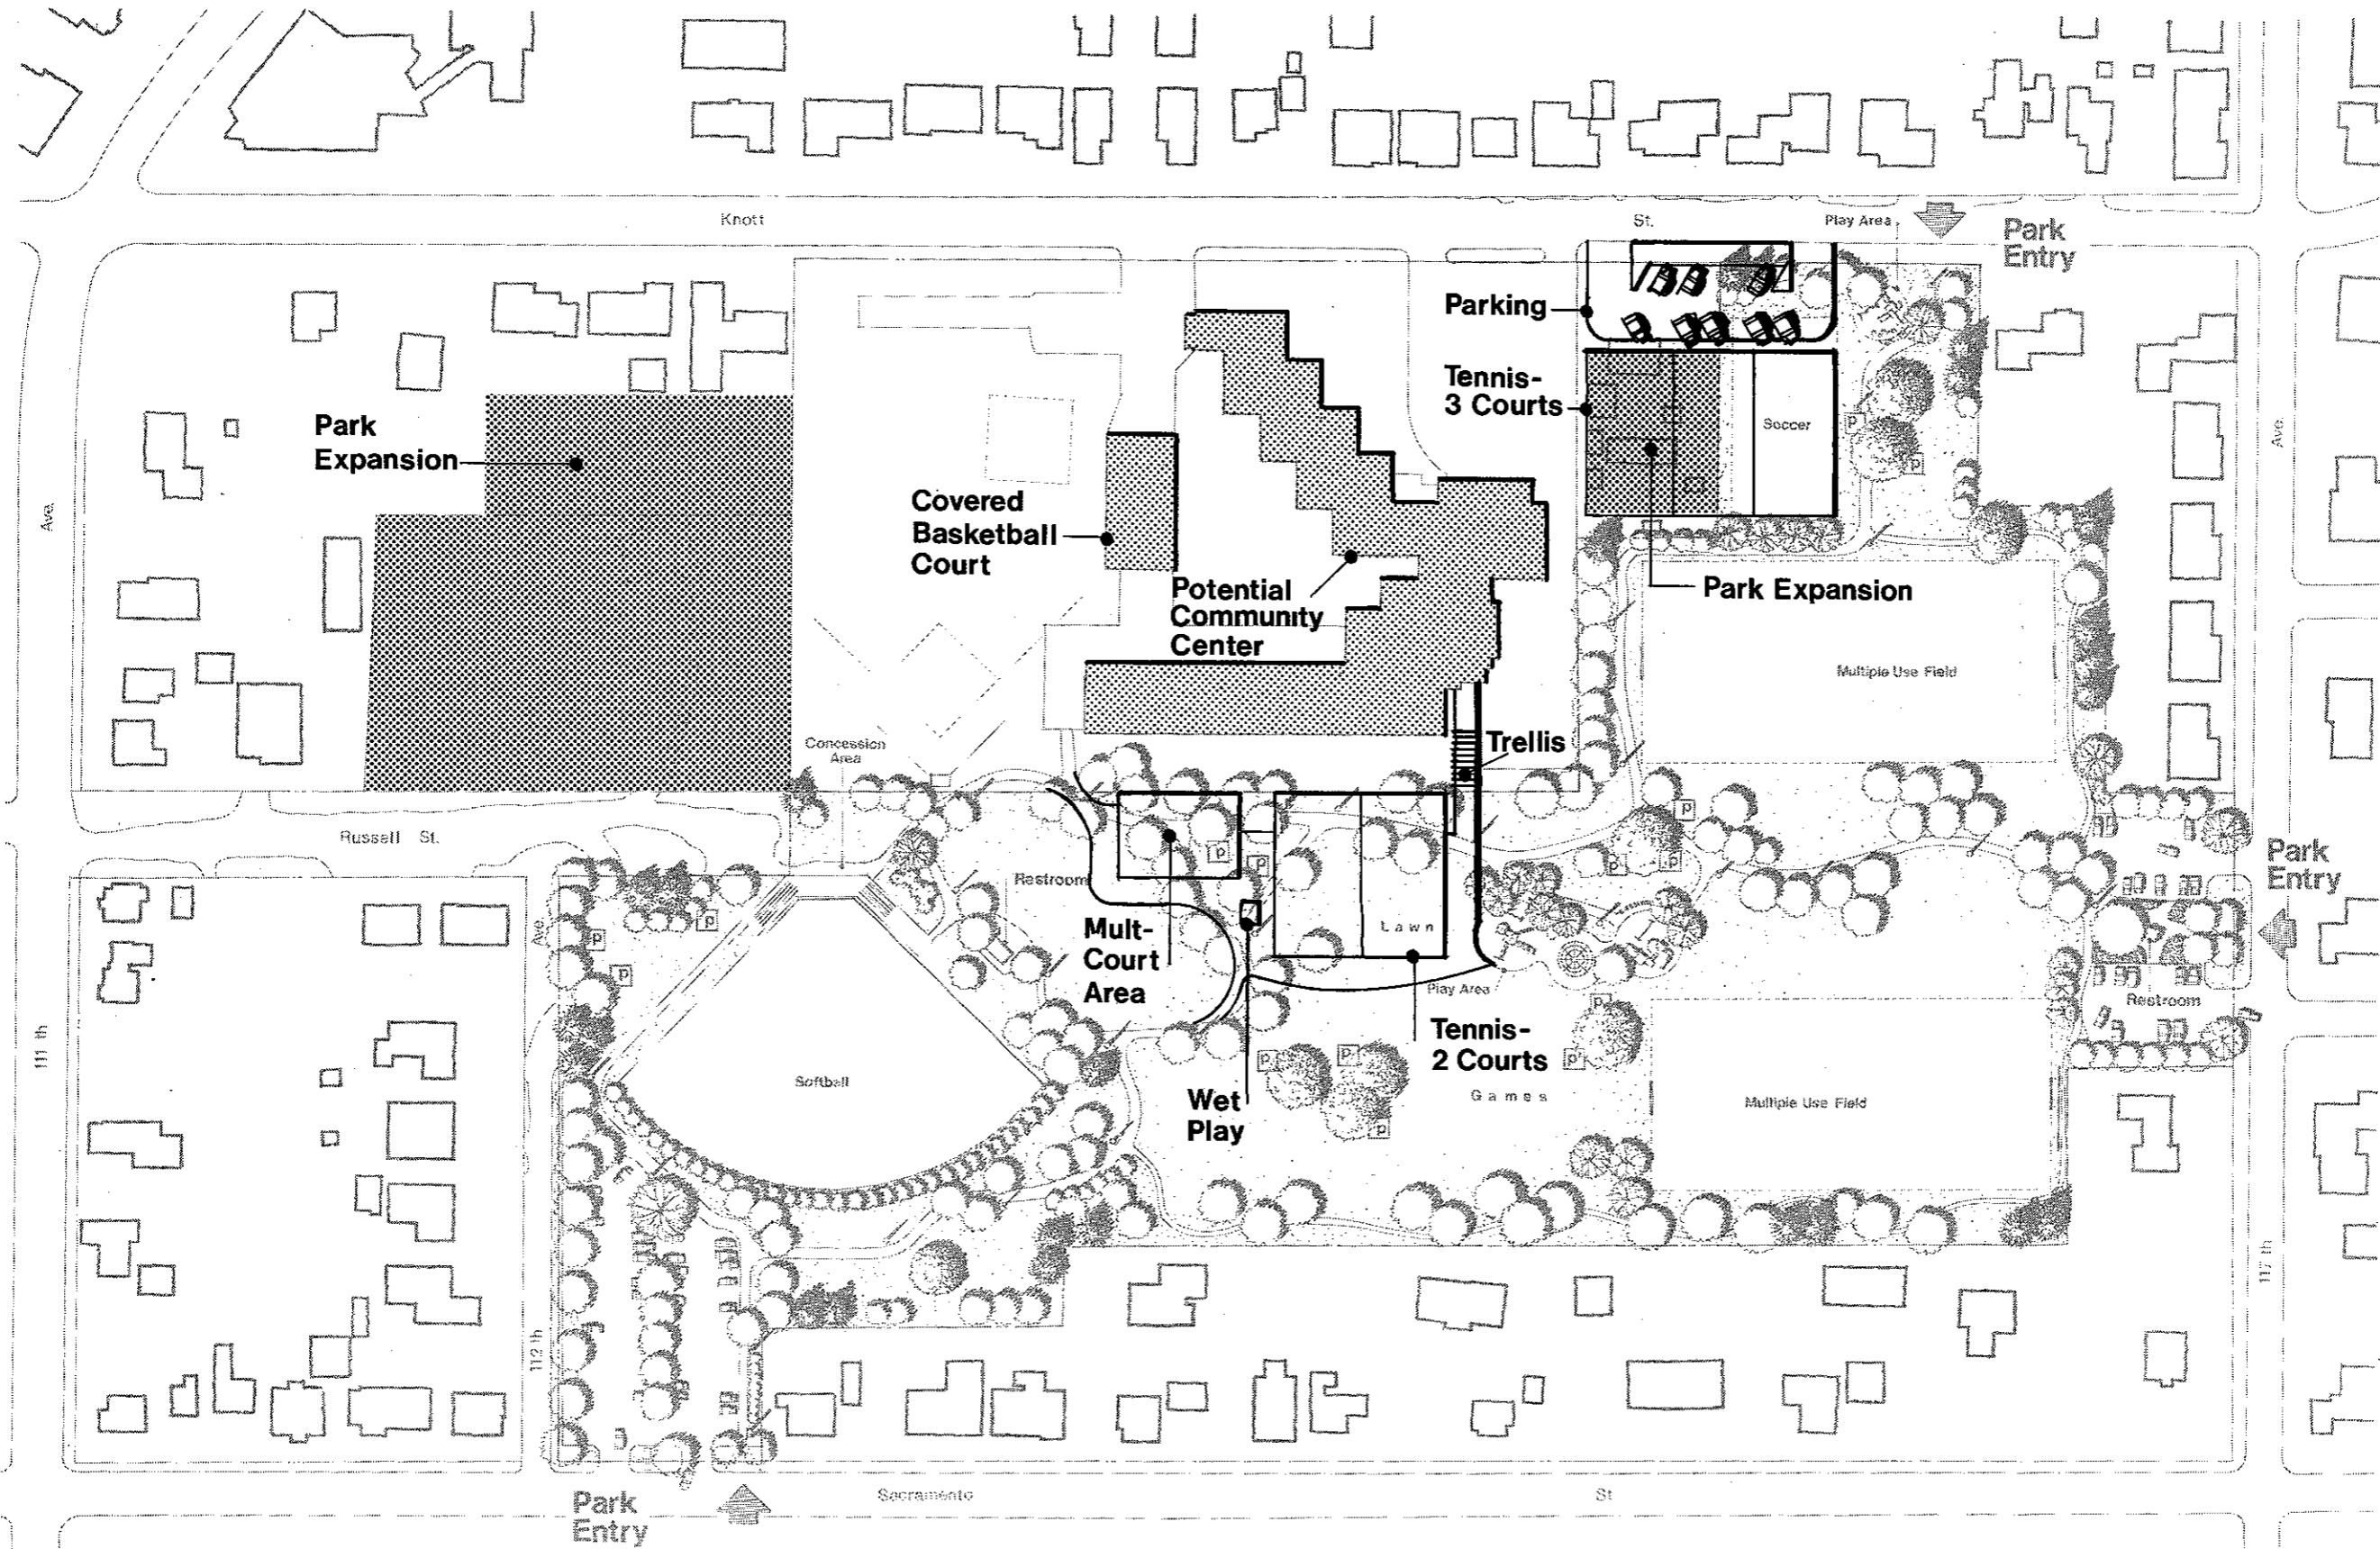 Knott
St.
Play Area
Park
Entry
Parking
Tennis-
3 Courts
Soccer
P
P
Park
Expansion
Ave.
Ave.
Covered
Basketball
Court
Potential
Community
Center
Park Expansion
Multiple Use Field
Concession
Area
Trellis
Russell St.
P
P
P
P
P
Park
Entry
Restroom
Ave.
P
P
P
Mult-
Court
Area
Lawn
Play Area
Restroom
P
111 th
Tennis-
2 Courts
P
P
P
P
Softball
Games
Multiple Use Field
Wet
Play
117 th
112 th
Sacramento
St
Park
Entry